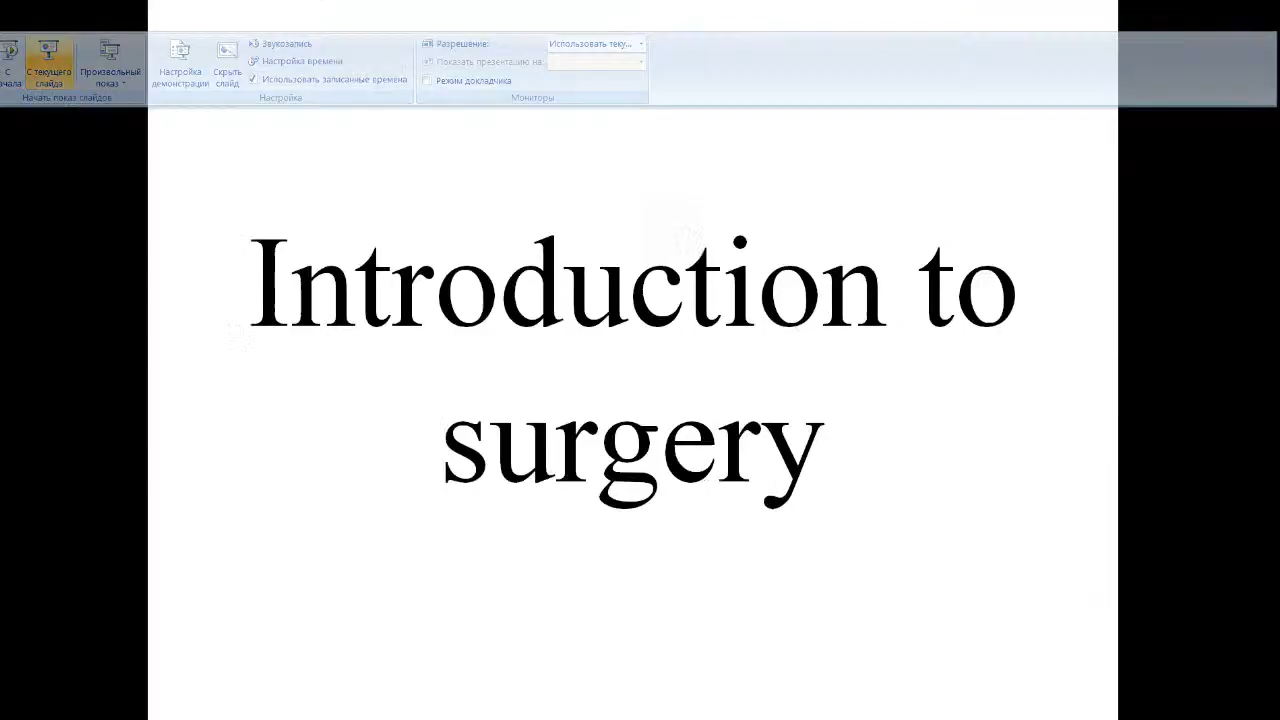 Звукозапись
Разрешение:
Использовать теку...
Настройка времени
Показать презентацию на:
С
С текущего
Произвольный
Настройка
Скрыть
Использовать записанные времена
Режим докладчика
слайда
показ
демонстрации
слайд
Начать показ слайдов
Настройка
Мониторы
Introduction to
surgery